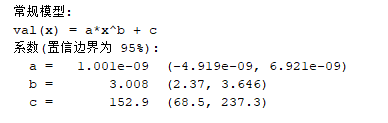 常规模型:
val(x) = a*x^b + c
系数(置信边界为 95%):
a = 1.001e-09 (-4.919e-09, 6.921e-09)
b = 3.008 (2.37, 3.646)
c = 152.9 (68.5, 237.3)